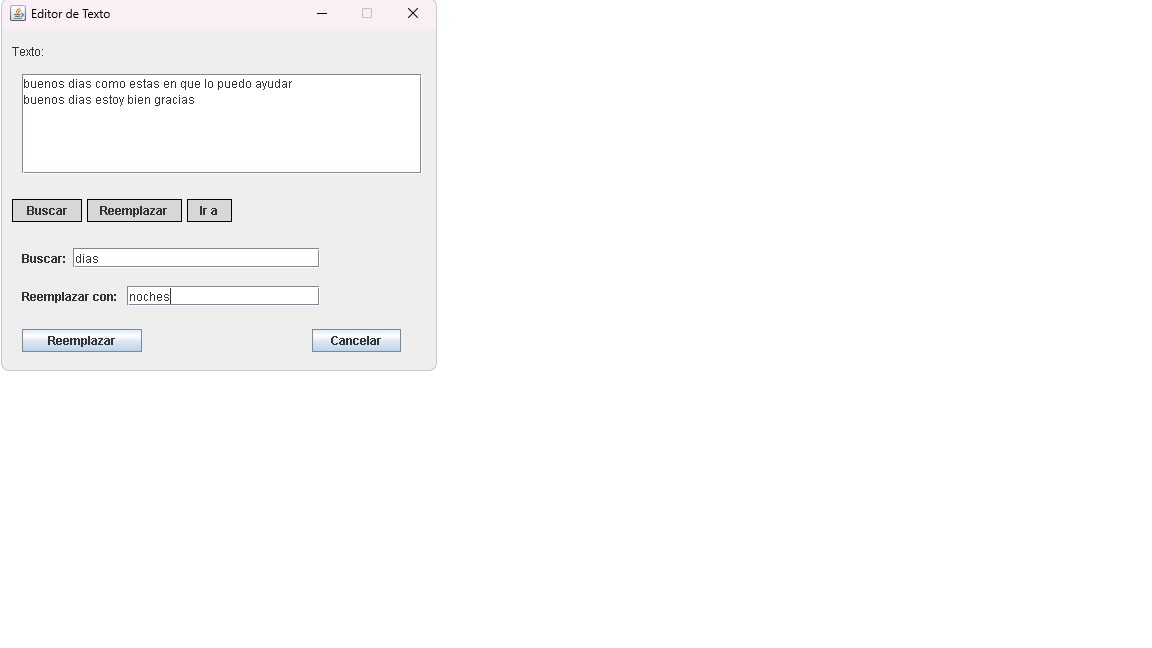 Editor de Texto
Texto:
buenos dias como estas en que lo puedo ayudar
buenos dias estoy bien gracias
Buscar Reemplazar Ir a
Buscar: dias
Reemplazar con: noches
Reemplazar Cancelar